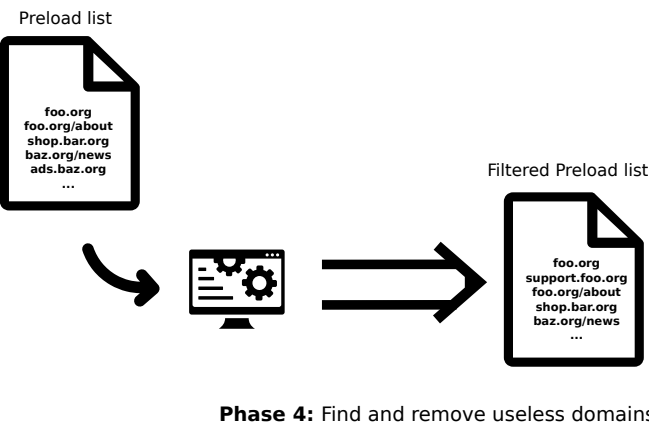 Preload list
foo.org
foo.org/about
shop.bar.org
baz.org/news
ads.baz.org
...
Filtered Preload list
foo.org
support.foo.org
foo.org/about
shop.bar.org
baz.org/news
...
Phase 4: Find and remove useless domains